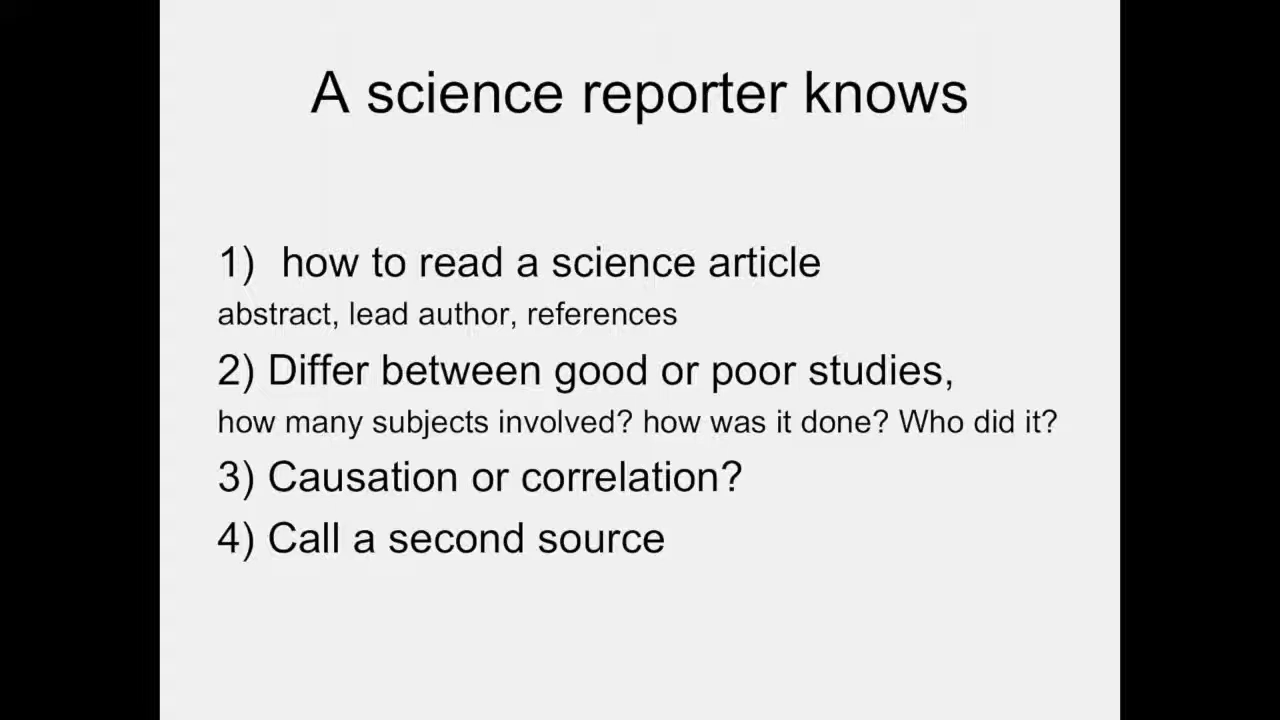 A science reporter knows
1) how to read a science article
abstract, lead author, references
2) Differ between good or poor studies,
how many subjects involved? how was it done? Who did it?
3) Causation or correlation?
4) Call a second source